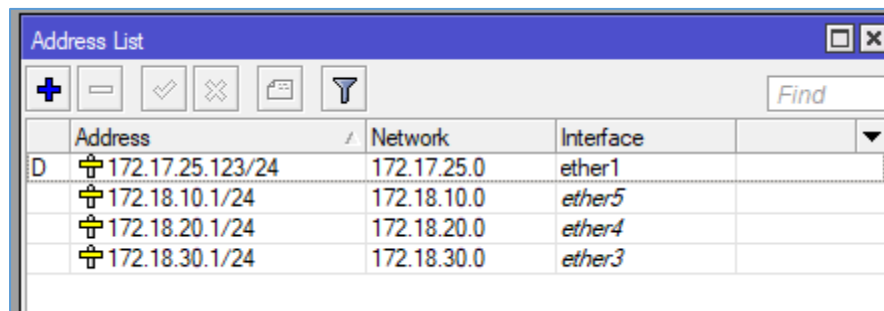 Address List
Find
Address Network Interface
D 172.17.25.123/24 172.17.25.0 ether1
172.18.10.1/24 172.18.10.0 ether5
172.18.20.1/24 172.18.20.0 ether4
172.18.30.1/24 172.18.30.0 ether3